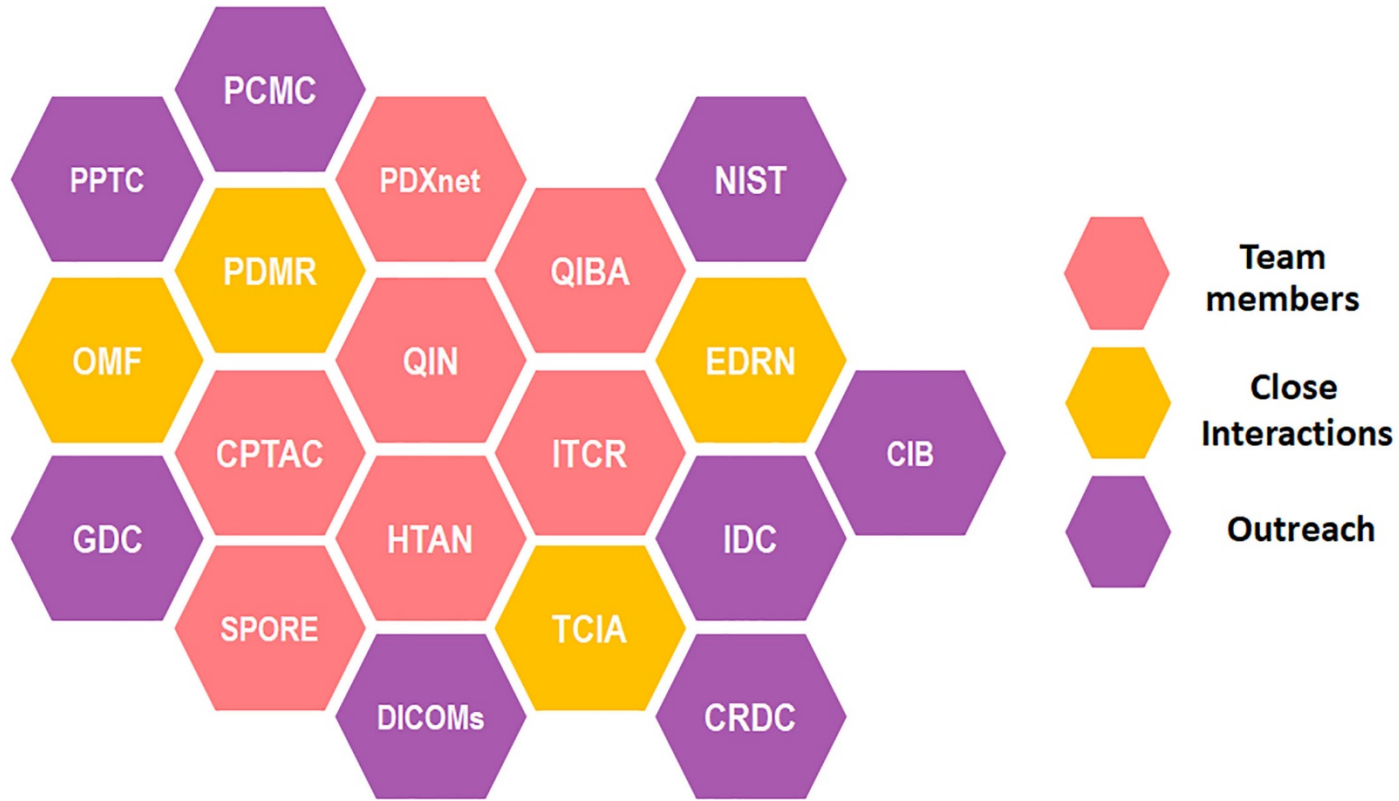 PCMC
PPTC
PDXnet
NIST
PDMR
QIBA
OMF
QIN
EDRN
CPTAC
ITCR
CIB
GDC
HTAN
IDC
SPORE
TCIA
DICOMs
CRDC
Team
members
Close
Interactions
Outreach